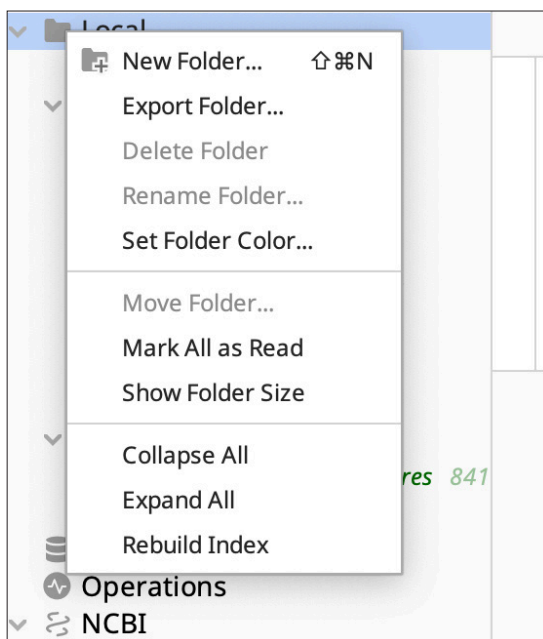 Local
New Folder... ⇧⌘N
Export Folder...
Delete Folder
Rename Folder...
Set Folder Color...
Move Folder...
Mark All as Read
Show Folder Size
Collapse All
res 841
Expand All
Rebuild Index
Operations
NCBI